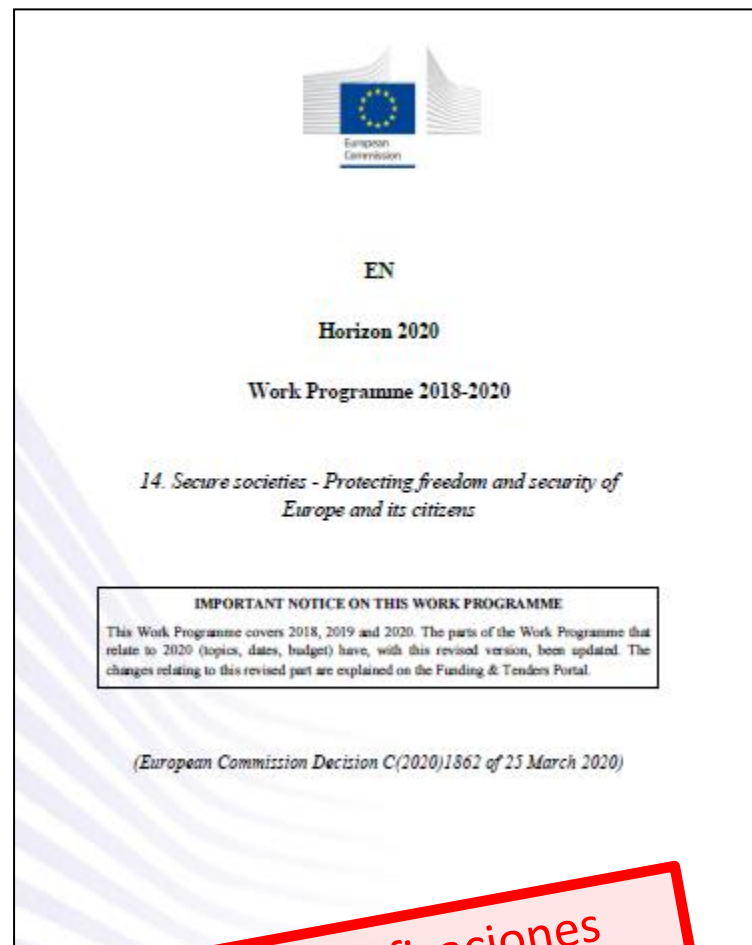 European
Commission
EN
Horizon 2020
Work Programme 2018-2020
14. Secure societies - Protecting freedom and security of
Europe and its citizens
IMPORTANT NOTICE ON THIS WORK PROGRAMME
This Work Programme covers 2018, 2019 and 2020. The parts of the Work Programme that
relate to 2020 (topics, dates, budget) have, with this revised version, been updated. The
changes relating to this revised part are explained on the Funding & Tenders Portal.
(European Commission Decision C(2020)1862 of 25 March 2020)